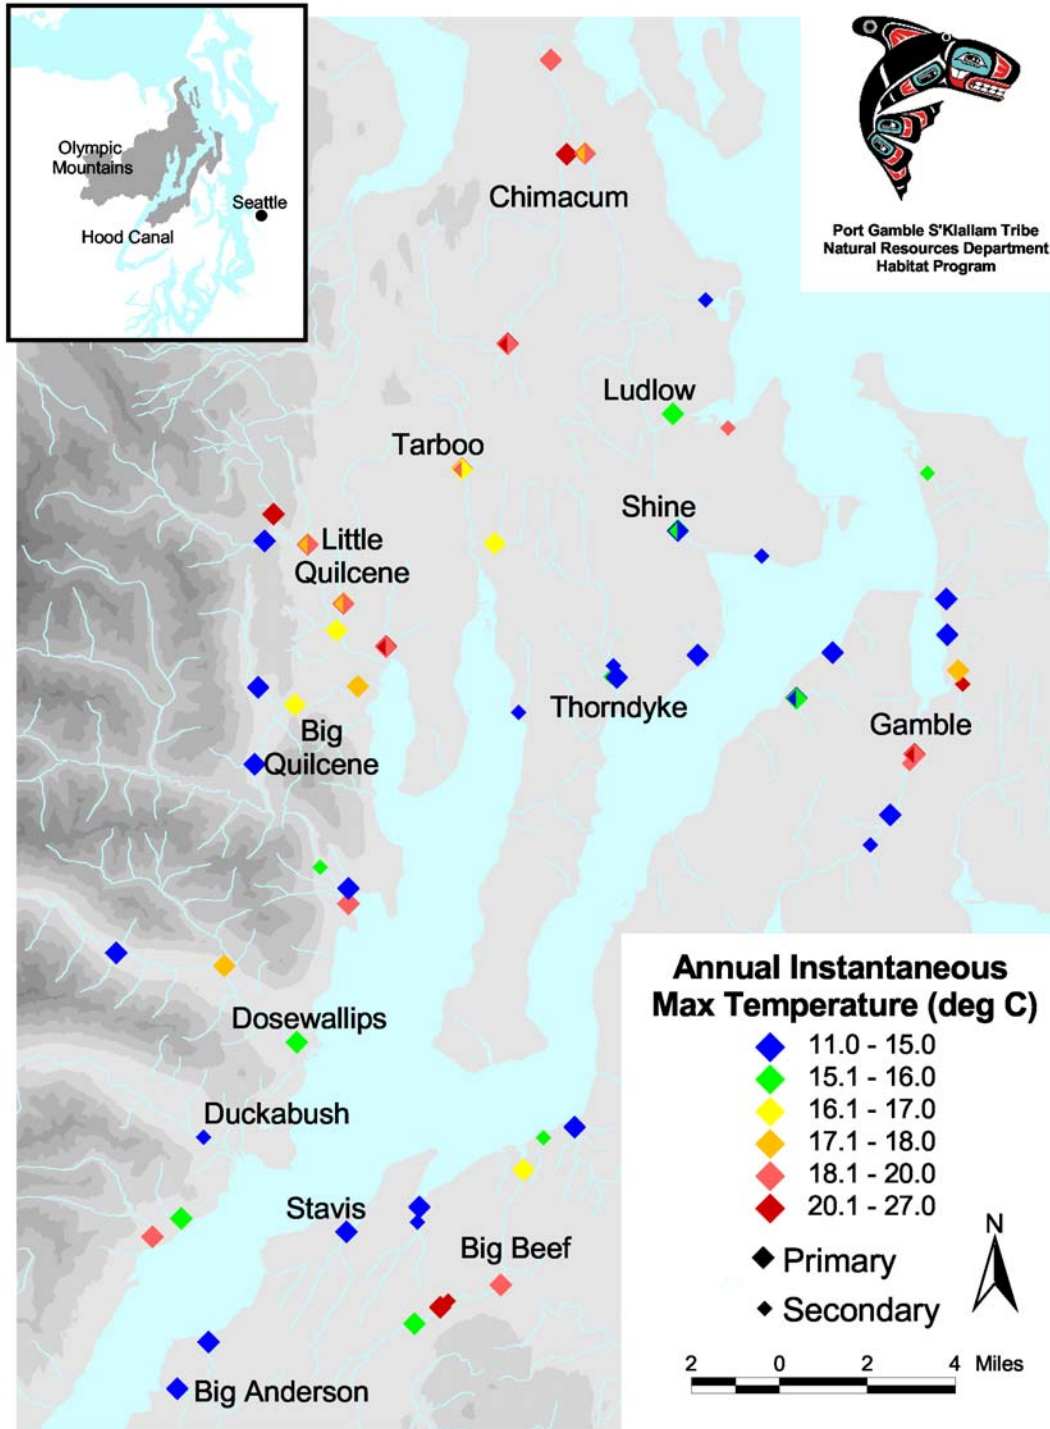 Olympic
Mountains
Seattle
Hood Canal
Port Gamble S'Klallam Tribe
Natural Resources Department
Habitat Program
Chimacum
Ludlow
Tarboo
Shine
Little
Quilcene
Thorndyke
Gamble
Big
Quilcene
Dosewallips
Duckabush
Stavis
Big Beef
Big Anderson
Annual Instantaneous
Max Temperature (deg C)
11.0 - 15.0
15.1 - 16.0
16.1 - 17.0
17.1 - 18.0
18.1 - 20.0
20.1 - 27.0
Primary
Secondary
N
2 0 2 4 Miles